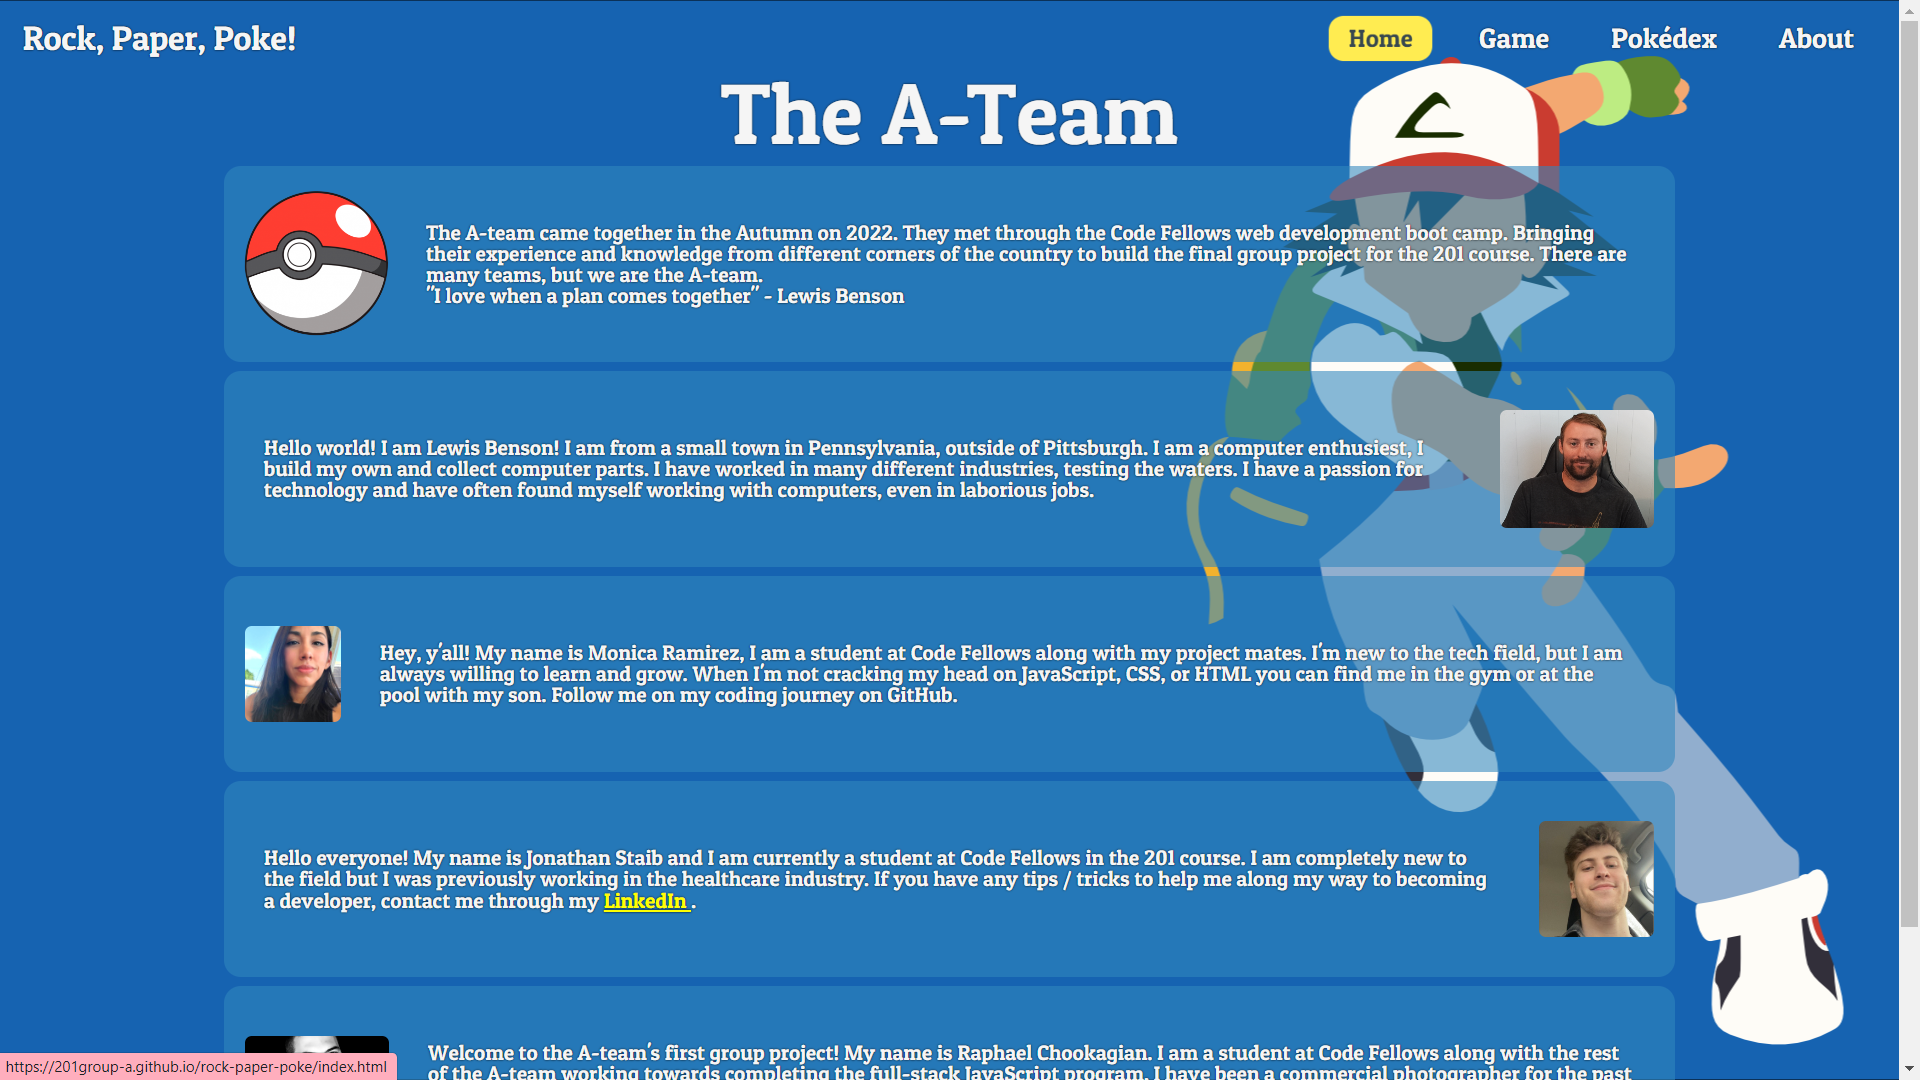 Rock, Paper, Poke!
Home
Game
Pokédex
About
The A-Team
The A-team came together in the Autumn on 2022. They met through the Code Fellows web development boot camp. Bringing
their experience and knowledge from different corners of the country to build the final group project for the 201 course. There are
many teams, but we are the A-team.
"I love when a plan comes together" - Lewis Benson
Hello world! I am Lewis Benson! I am from a small town in Pennsylvania, outside of Pittsburgh. I am a computer enthusiest, I
build my own and collect computer parts. I have worked in many different industries, testing the waters. I have a passion for
technology and have often found myself working with computers, even in laborious jobs.
Hey, y'all! My name is Monica Ramirez, I am a student at Code Fellows along with my project mates. I'm new to the tech field, but I am
always willing to learn and grow. When I'm not cracking my head on JavaScript, CSS, or HTML you can find me in the gym or at the
pool with my son. Follow me on my coding journey on GitHub.
Hello everyone! My name is Jonathan Staib and I am currently a student at Code Fellows in the 201 course. I am completely new to
the field but I was previously working in the healthcare industry. If you have any tips / tricks to help me along my way to becoming
a developer, contact me through my LinkedIn .
Welcome to the A-team's first group project! My name is Raphael Chookagian. I am a student at Code Fellows along with the rest
of the A-team working towards completing the full-stack JavaScript program. I have been a commercial photographer for the past
https://201group-a.github.io/rock-paper-poke/index.html